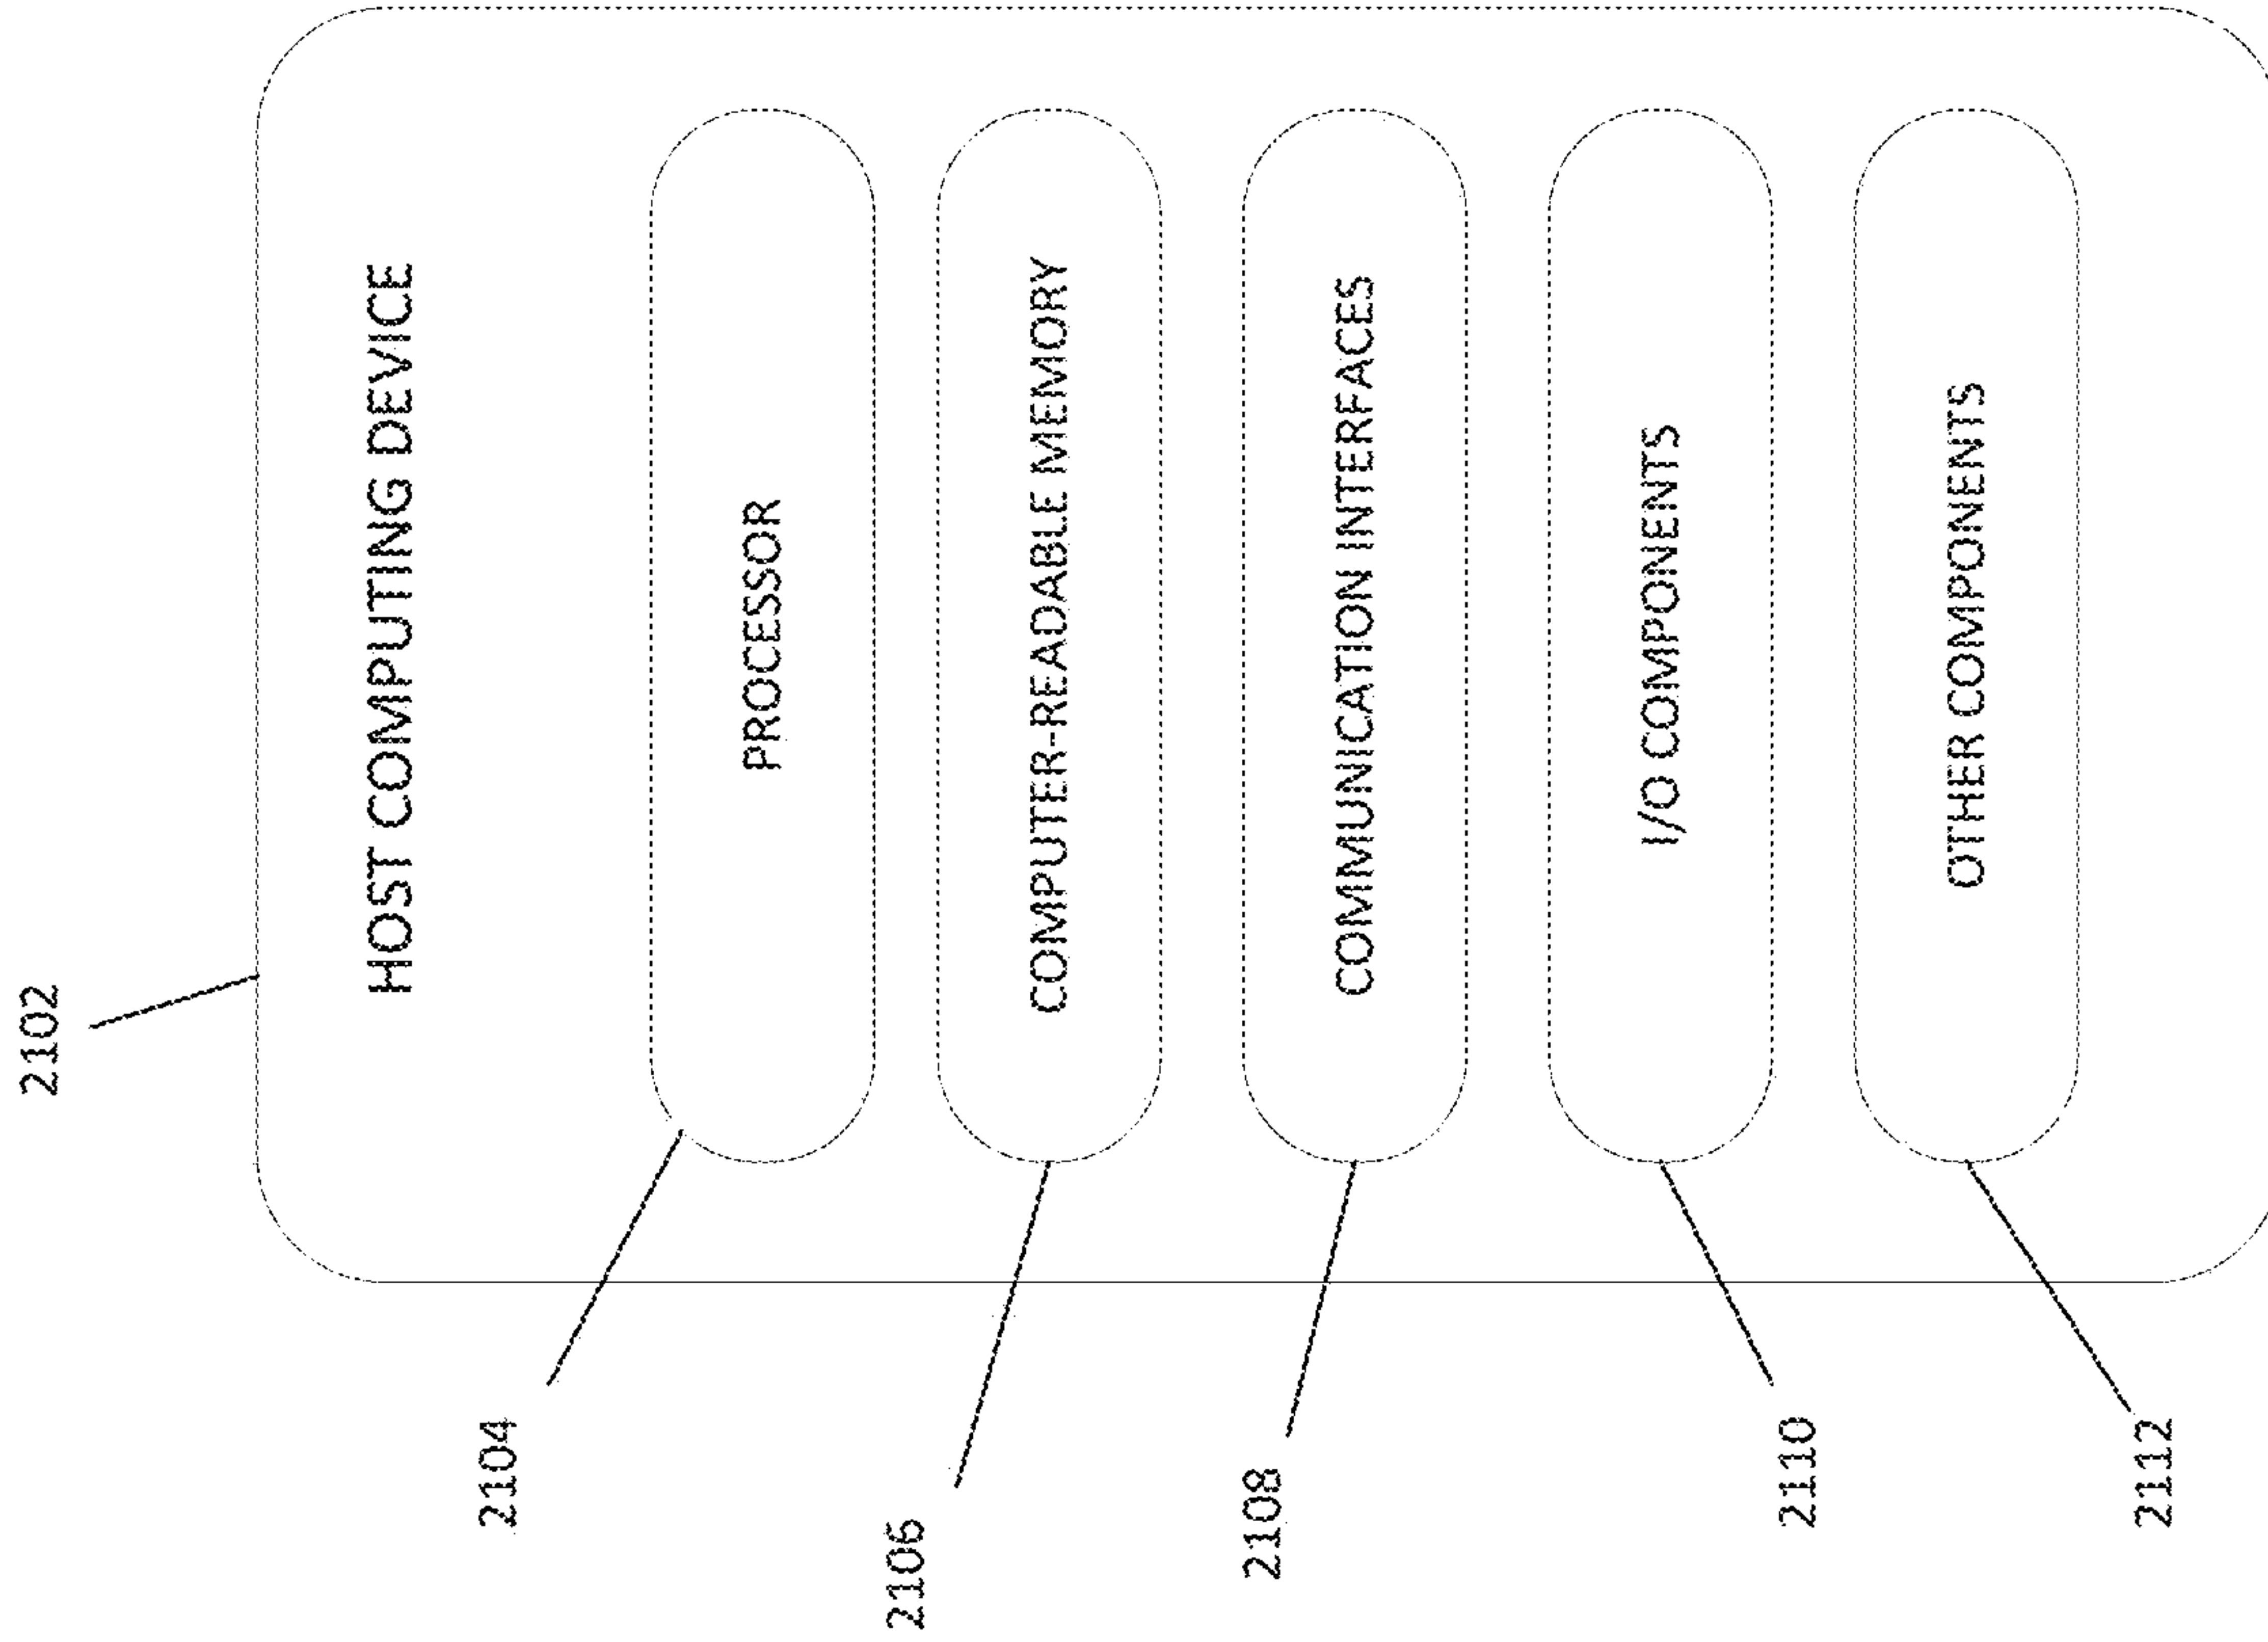 2102
HOST COMPUTING DEVICE
2104
PROCESSOR
2106
COMPUTER-READABLE MEMORY
2108
COMMUNICATION INTERFACES
2110
I/O COMPONENTS
2112
OTHER COMPONENTS